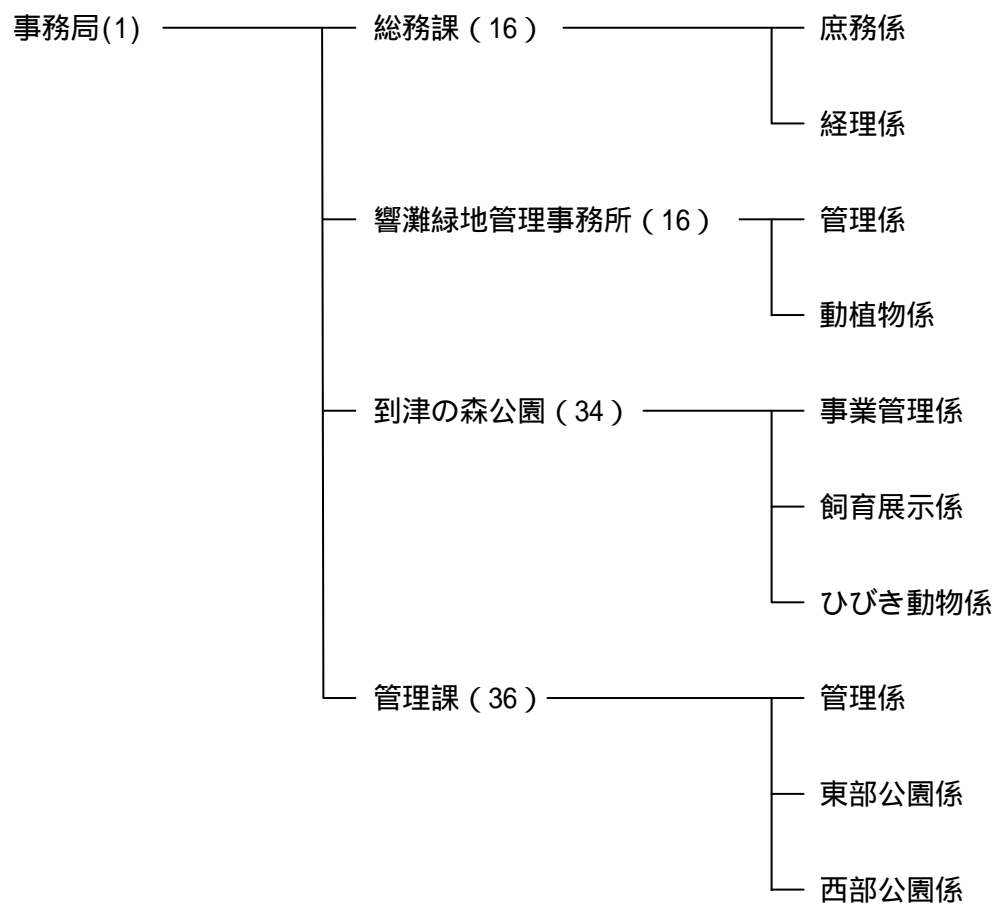 事務局(1) 総務課（16） 庶務係
経理係
響灘緑地管理事務所（16） 管理係
動植物係
到津の森公園（34） 事業管理係
飼育展示係
ひびき動物係
管理課（36） 管理係
東部公園係
西部公園係